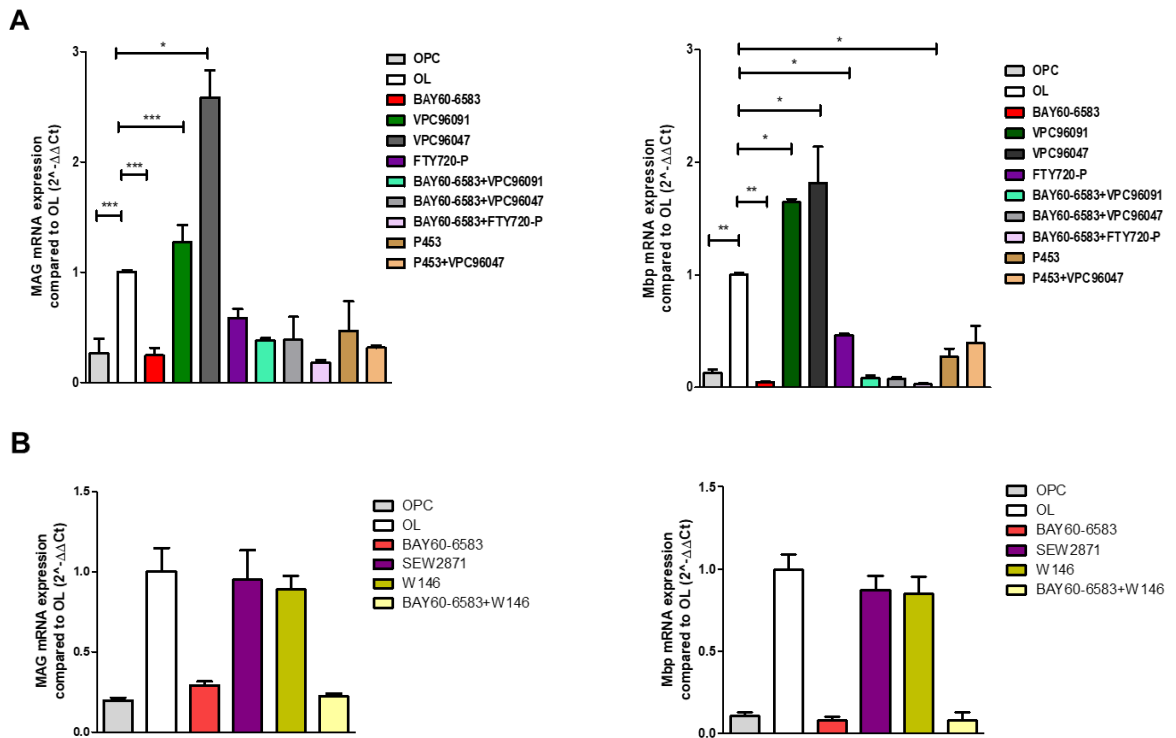 A
MAG mRNA expression
compared to OL (2^-ΔΔCt)
3
2
1
0
*
***
***
***
OPC
OL
BAY60-6583
VPC96091
VPC96047
FTY720-P
BAY60-6583+VPC96091
BAY60-6583+VPC96047
BAY60-6583+FTY720-P
P453
P453+VPC96047
Mbp mRNA expression
compared to OL (2^-ΔΔCt)
3
2
1
0
*
*
*
*
**
**
OPC
OL
BAY60-6583
VPC96091
VPC96047
FTY720-P
BAY60-6583+VPC96091
BAY60-6583+VPC96047
BAY60-6583+FTY720-P
P453
P453+VPC96047
B
MAG mRNA expression
compared to OL (2^-ΔΔCt)
1.5
1.0
0.5
0.0
OPC
OL
BAY60-6583
SEW2871
W146
BAY60-6583+W146
Mbp mRNA expression
compared to OL (2^-ΔΔCt)
1.5
1.0
0.5
0.0
OPC
OL
BAY60-6583
SEW2871
W146
BAY60-6583+W146